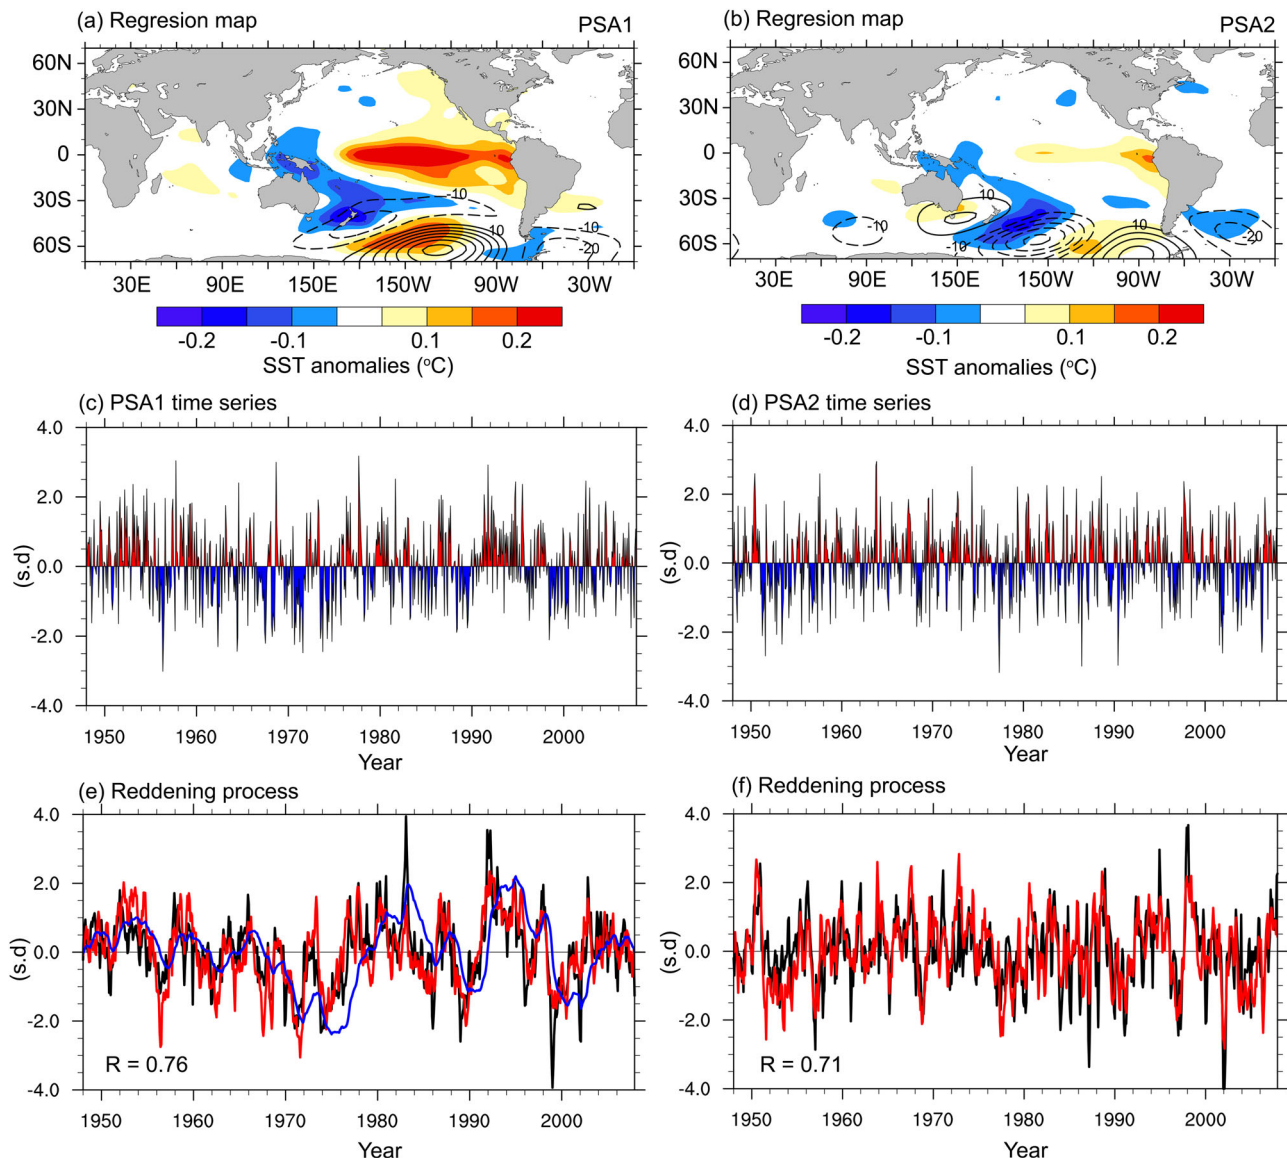 (a) Regresion map PSA1
60N
30N
0
30S
60S
-10
10
-10
-20
30E 90E 150E 150W 90W 30W
-0.2 -0.1 0.1 0.2
SST anomalies (°C)
(b) Regresion map PSA2
60N
30N
0
30S
60S
-10
10
10
-10
10
-20
30E 90E 150E 150W 90W 30W
-0.2 -0.1 0.1 0.2
SST anomalies (°C)
(c) PSA1 time series
4.0
2.0
0.0
-2.0
-4.0
(s.d)
1950 1960 1970 1980 1990 2000
Year
(d) PSA2 time series
4.0
2.0
0.0
-2.0
-4.0
(s.d)
1950 1960 1970 1980 1990 2000
Year
(e) Reddening process
4.0
2.0
0.0
-2.0
-4.0
(s.d)
R = 0.76
1950 1960 1970 1980 1990 2000
Year
(f) Reddening process
4.0
2.0
0.0
-2.0
-4.0
(s.d)
R = 0.71
1950 1960 1970 1980 1990 2000
Year